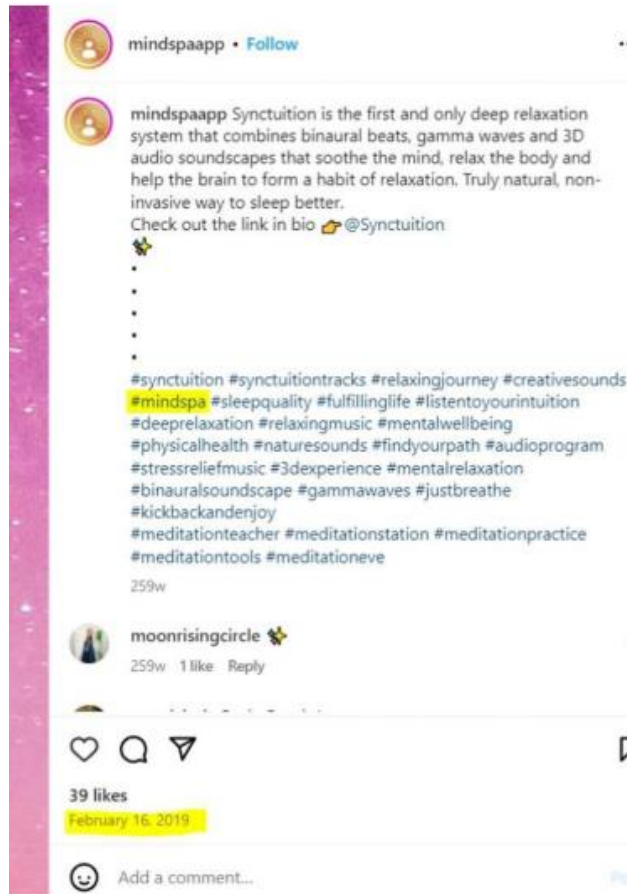 mindspaapp • Follow
mindspaapp Synctuition is the first and only deep relaxation
system that combines binaural beats, gamma waves and 3D
audio soundscapes that soothe the mind, relax the body and
help the brain to form a habit of relaxation. Truly natural, non-
invasive way to sleep better.
Check out the link in bio 👉@Synctuition
✨
•
•
•
•
•
#synctuition #synctuitiontracks #relaxingjourney #creativesounds
#mindspa #sleepquality #fulfillinglife #listentoyourintuition
#deeprelaxation #relaxingmusic #mentalwellbeing
#physicalhealth #naturesounds #findyourpath #audioprogram
#stressreliefmusic #3dexperience #mentalrelaxation
#binauralsoundscape #gammawaves #justbreathe
#kickbackandenjoy
#meditationteacher #meditationstation #meditationpractice
#meditationtools #meditationeve
259w
moonrisingcircle ✨
259w 1 like Reply
39 likes
February 16, 2019
Add a comment...